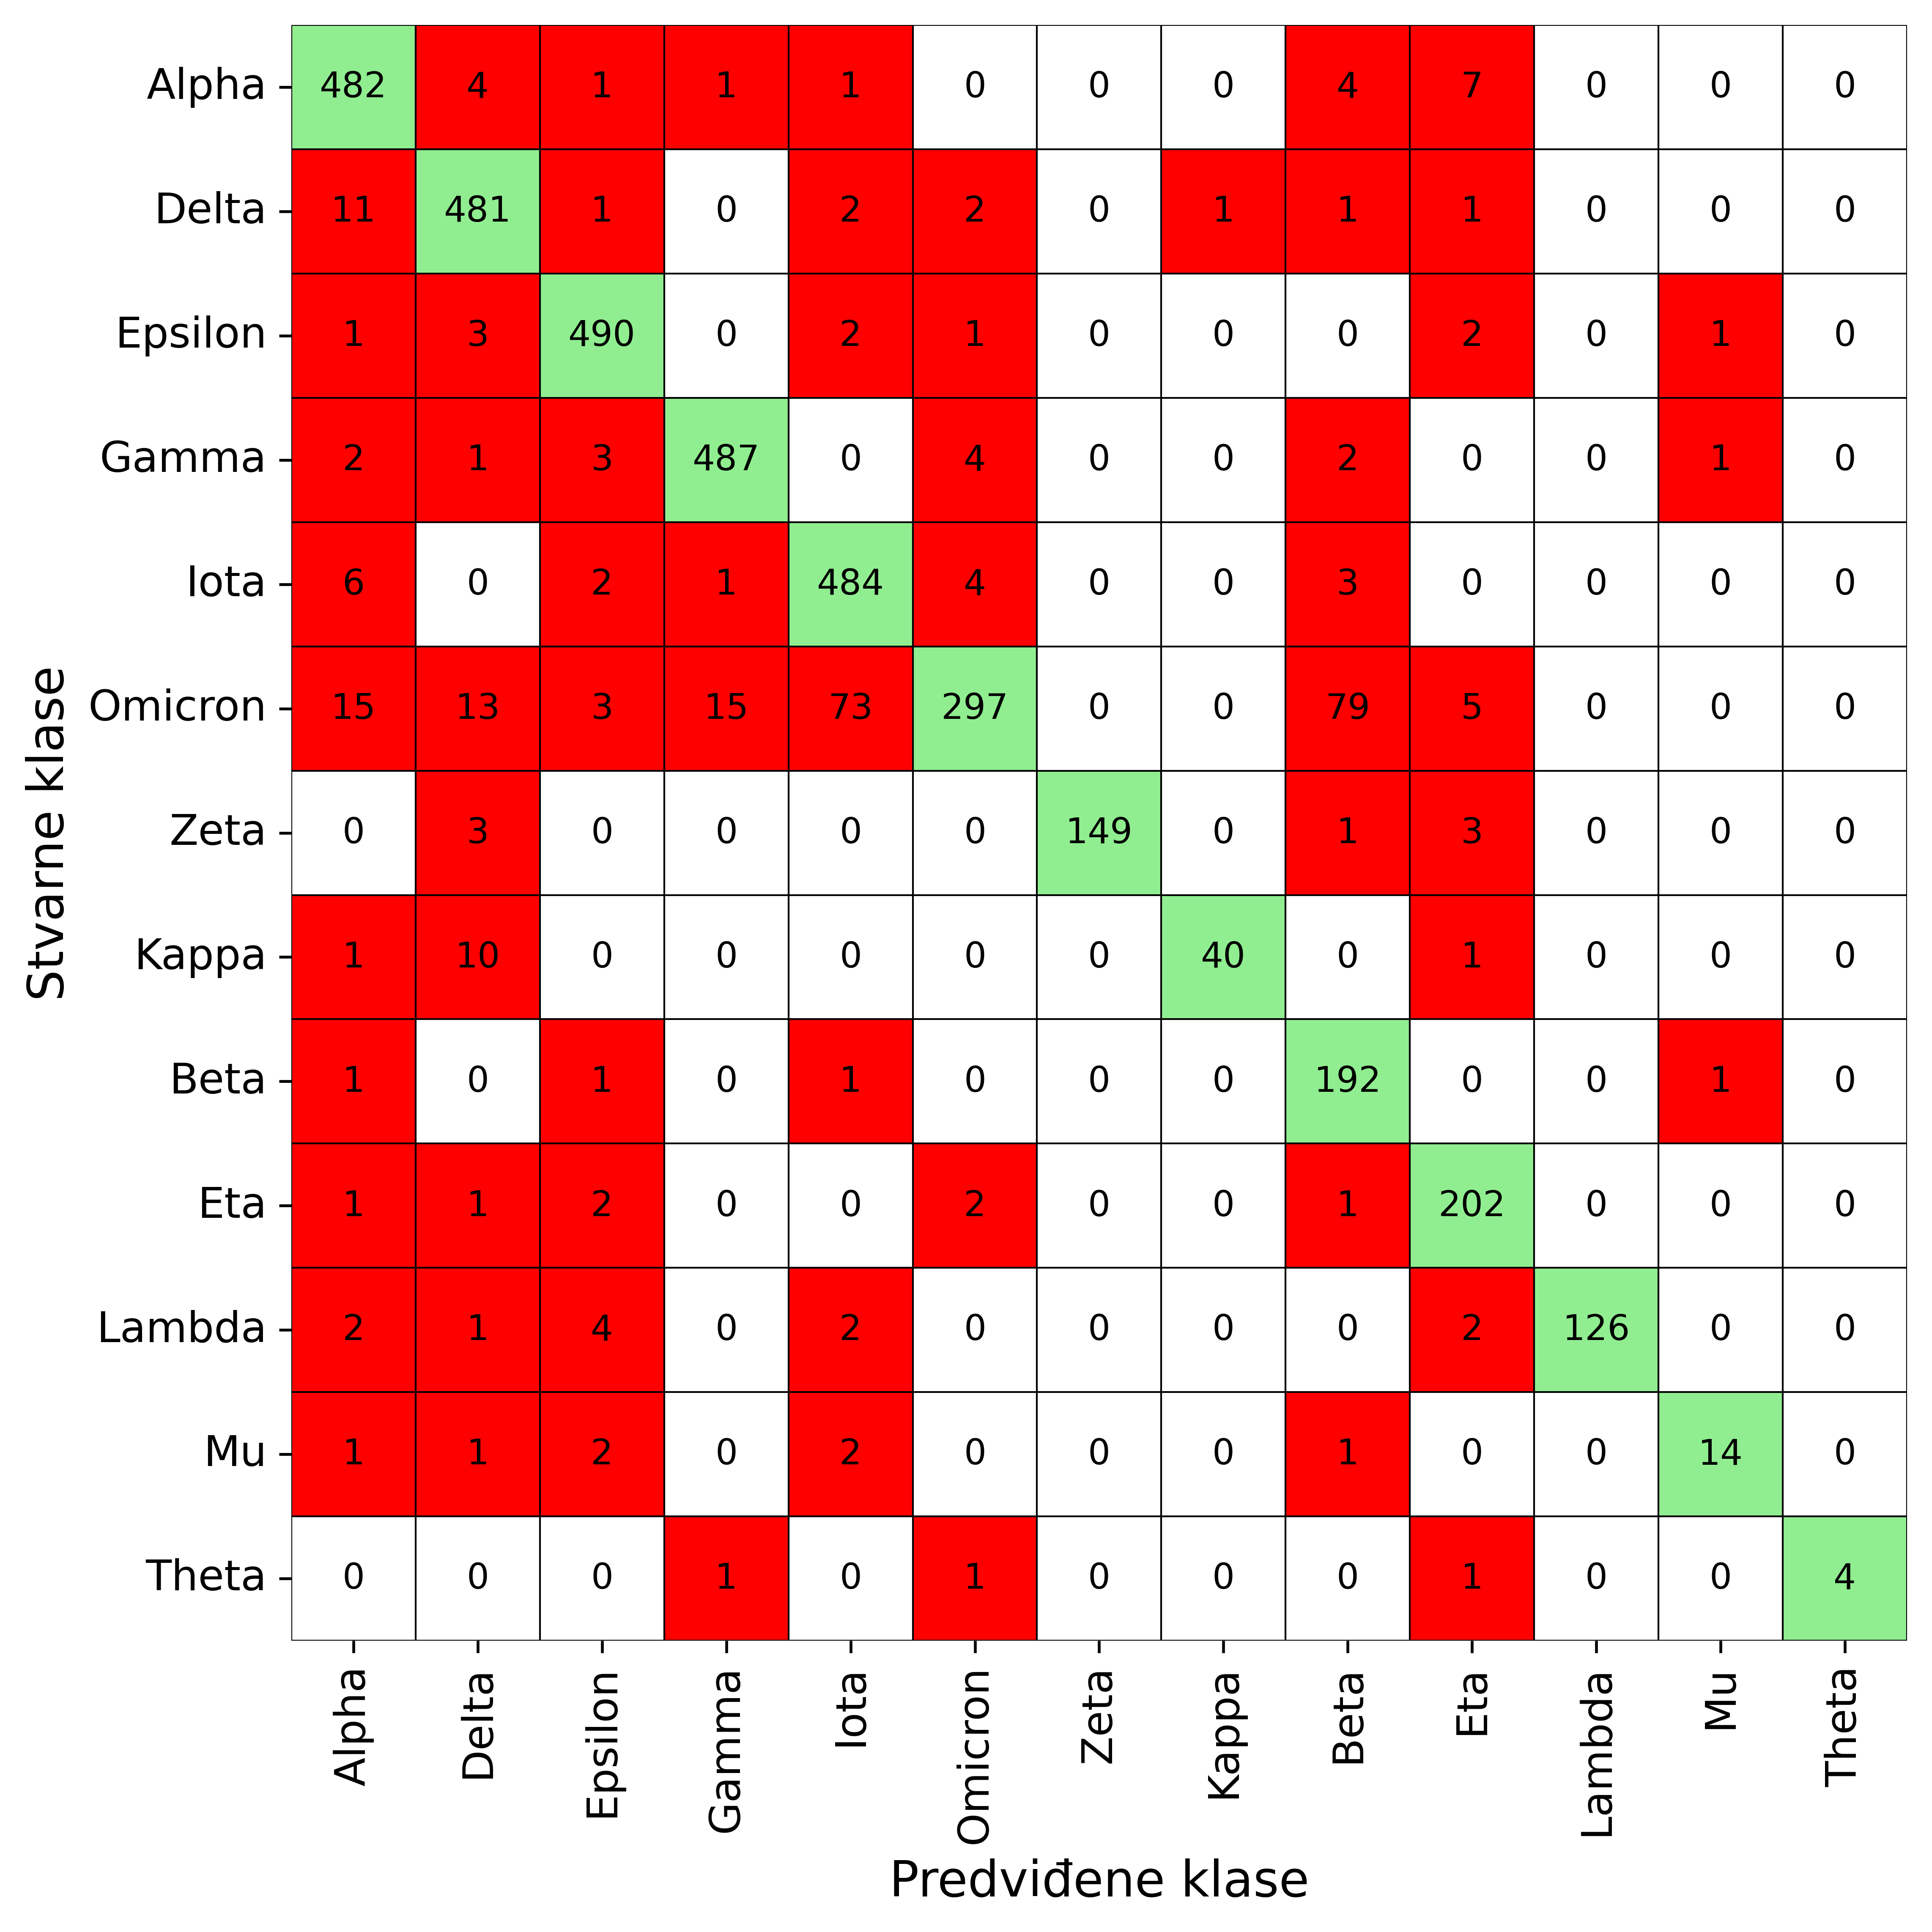 Stvarne klase
Alpha 482 4 1 1 1 0 0 0 4 7 0 0 0
Delta 11 481 1 0 2 2 0 1 1 1 0 0 0
Epsilon 1 3 490 0 2 1 0 0 0 2 0 1 0
Gamma 2 1 3 487 0 4 0 0 2 0 0 1 0
Iota 6 0 2 1 484 4 0 0 3 0 0 0 0
Omicron 15 13 3 15 73 297 0 0 79 5 0 0 0
Zeta 0 3 0 0 0 0 149 0 1 3 0 0 0
Kappa 1 10 0 0 0 0 0 40 0 1 0 0 0
Beta 1 0 1 0 1 0 0 0 192 0 0 1 0
Eta 1 1 2 0 0 2 0 0 1 202 0 0 0
Lambda 2 1 4 0 2 0 0 0 0 2 126 0 0
Mu 1 1 2 0 2 0 0 0 1 0 0 14 0
Theta 0 0 0 1 0 1 0 0 0 1 0 0 4
Alpha Delta Epsilon Gamma Iota Omicron Zeta Kappa Beta Eta Lambda Mu Theta
Predviđene klase